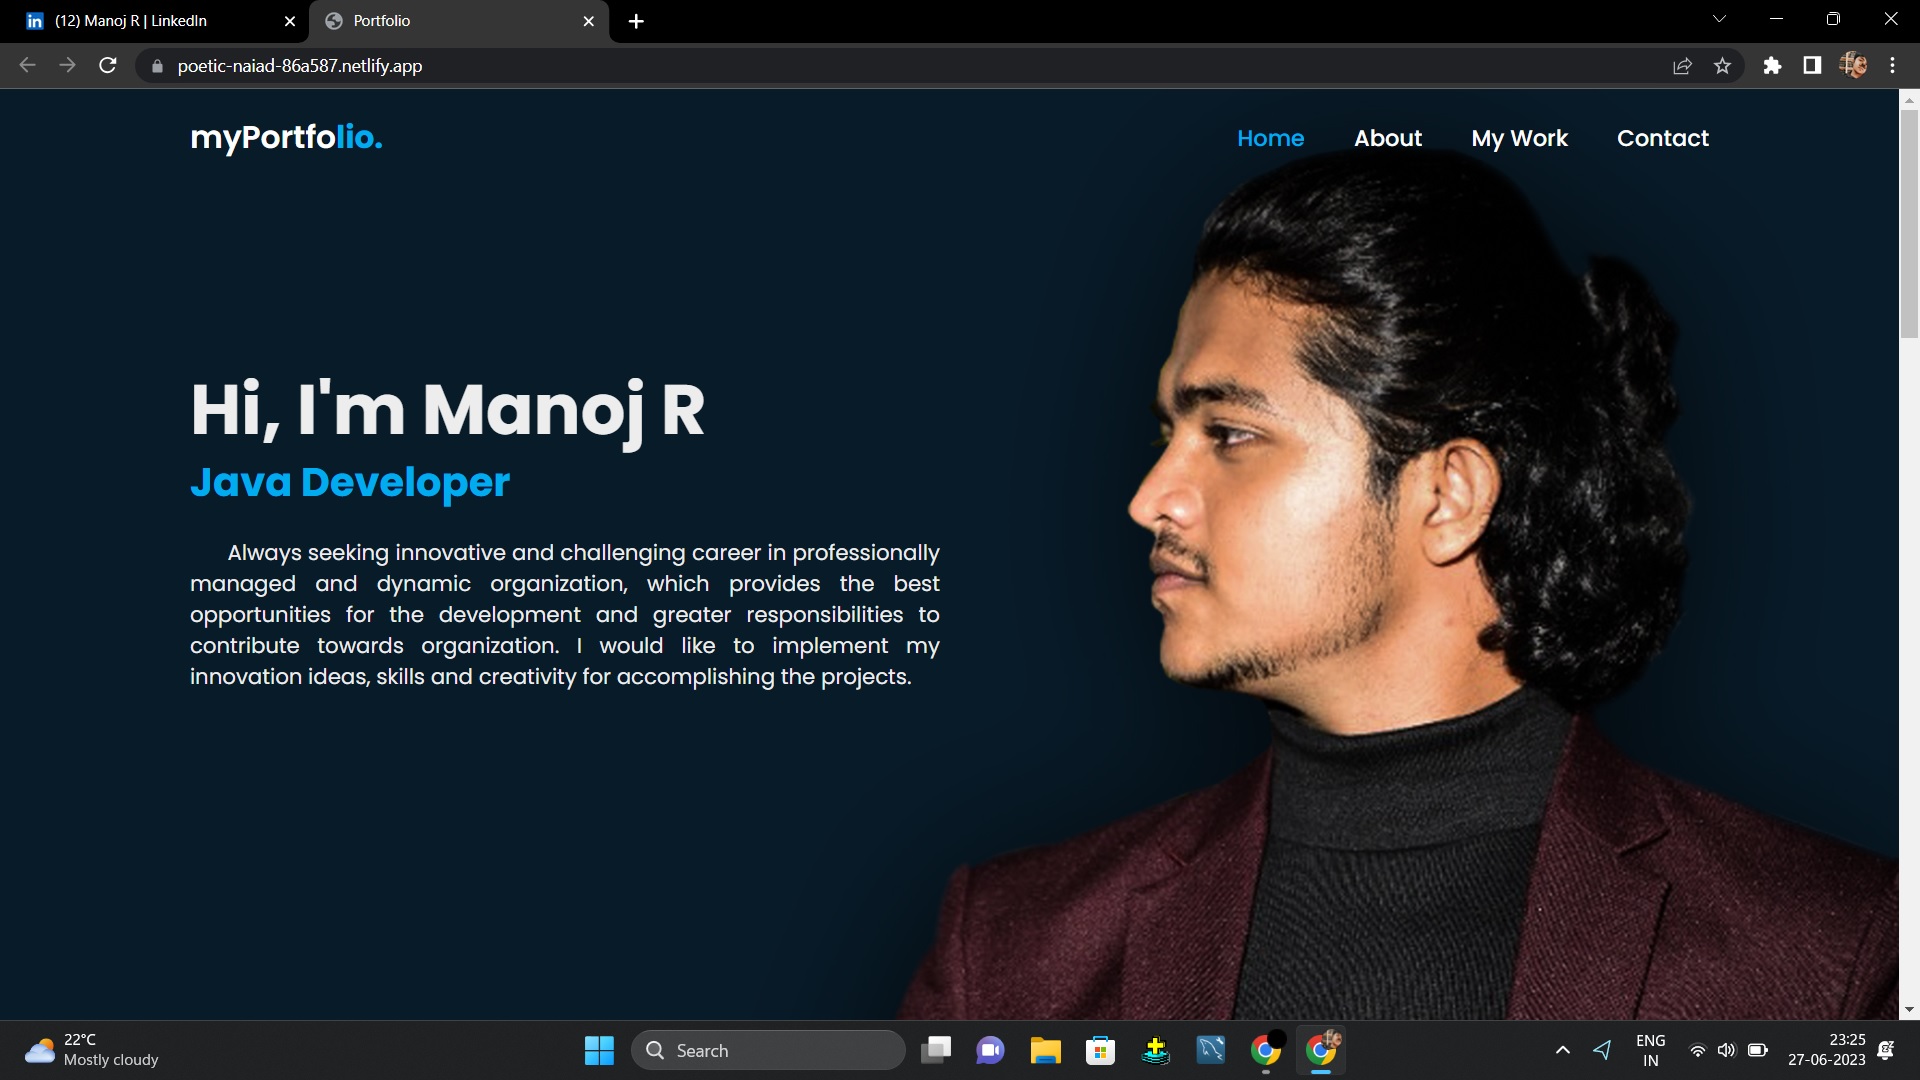 (12) Manoj R | LinkedIn
Portfolio
poetic-naiad-86a587.netlify.app
myPortfolio.
Home
About
My Work
Contact
Hi, I'm Manoj R
Java Developer
Always seeking innovative and challenging career in professionally
managed and dynamic organization, which provides the best
opportunities for the development and greater responsibilities to
contribute towards organization. I would like to implement my
innovation ideas, skills and creativity for accomplishing the projects.
22°C
Mostly cloudy
Search
ENG
IN
23:25
27-06-2023